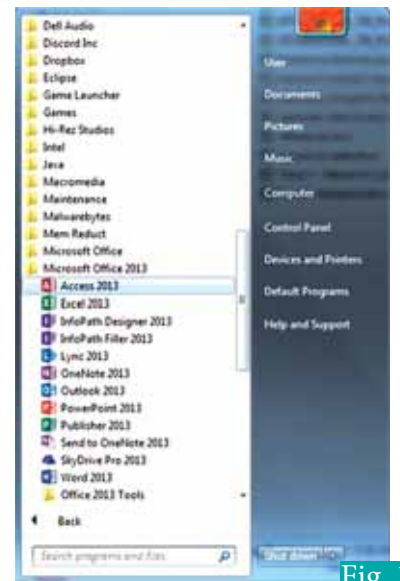 Dell Audio
Discord Inc
Dropbox
Eclipse
Game Launcher
Games
Hi-Rez Studios
Intel
Java
Macromedia
Maintenance
Malwarebytes
Mem Reduct
Microsoft Office
Microsoft Office 2013
Access 2013
Excel 2013
InfoPath Designer 2013
InfoPath Filler 2013
Lync 2013
OneNote 2013
Outlook 2013
PowerPoint 2013
Publisher 2013
Send to OneNote 2013
SkyDrive Pro 2013
Word 2013
Office 2013 Tools
Back
Search programs and files
User
Documents
Pictures
Music
Computer
Control Panel
Devices and Printers
Default Programs
Help and Support
Shut down
Fig.